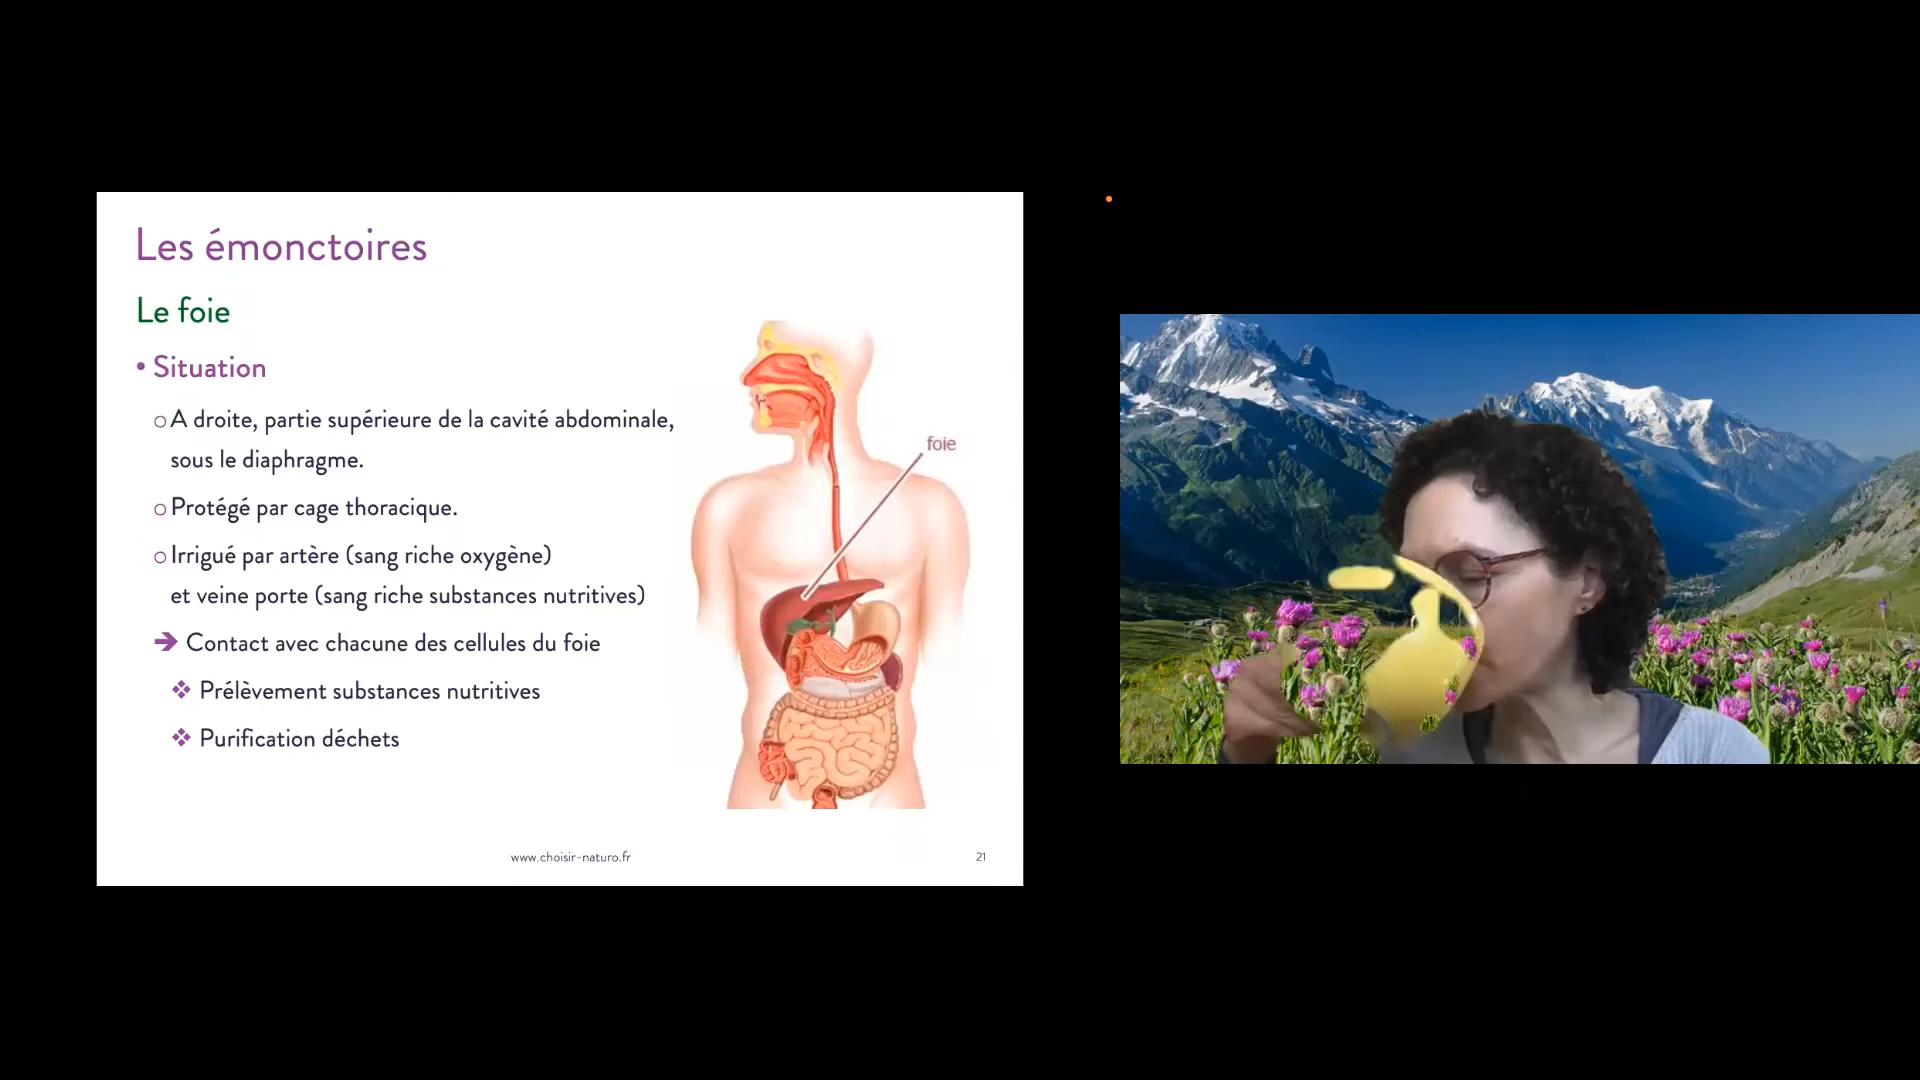 Les émonctoires
Le foie
• Situation
○ A droite, partie supérieure de la cavité abdominale,
sous le diaphragme.
○ Protégé par cage thoracique.
○ Irrigué par artère (sang riche oxygène)
et veine porte (sang riche substances nutritives)
➔ Contact avec chacune des cellules du foie
❖ Prélèvement substances nutritives
❖ Purification déchets
foie
www.choisir-naturo.fr
21